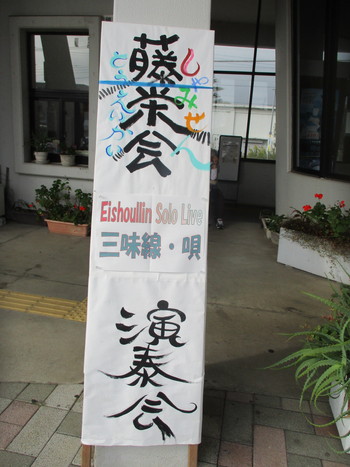 しゃみせん
藤栄会
とうえいかい
Eishoullin Solo Live
三味線・唄
演奏会